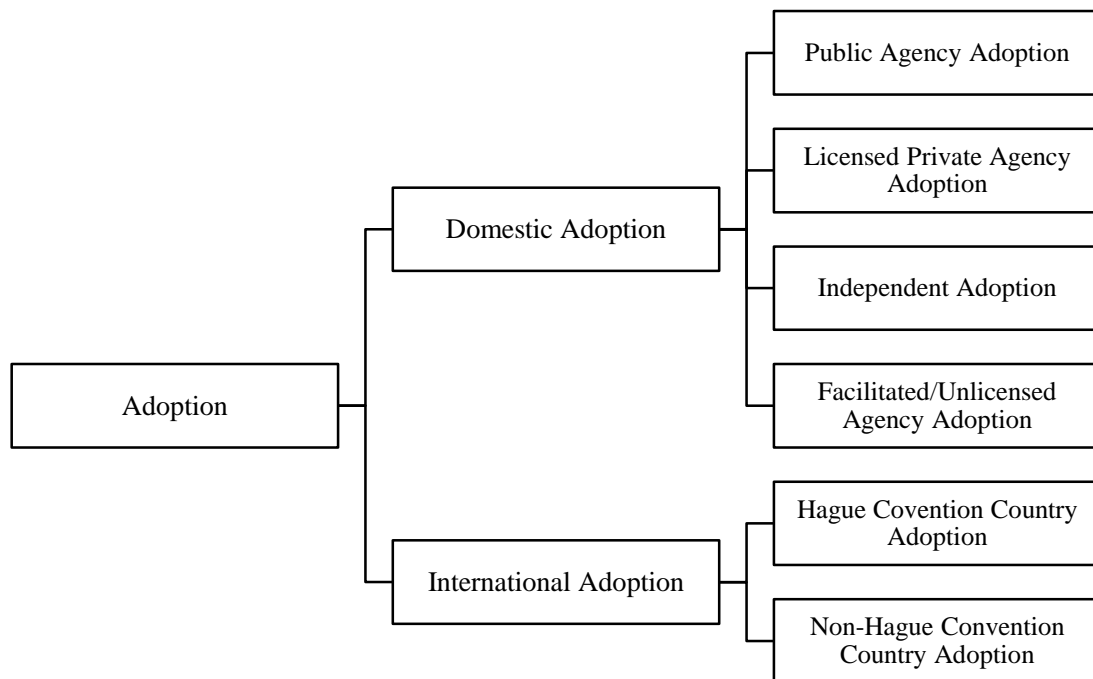 Public Agency Adoption
Licensed Private Agency
Adoption
Domestic Adoption
Independent Adoption
Facilitated/Unlicensed
Agency Adoption
Adoption
Hague Covention Country
Adoption
International Adoption
Non-Hague Convention
Country Adoption